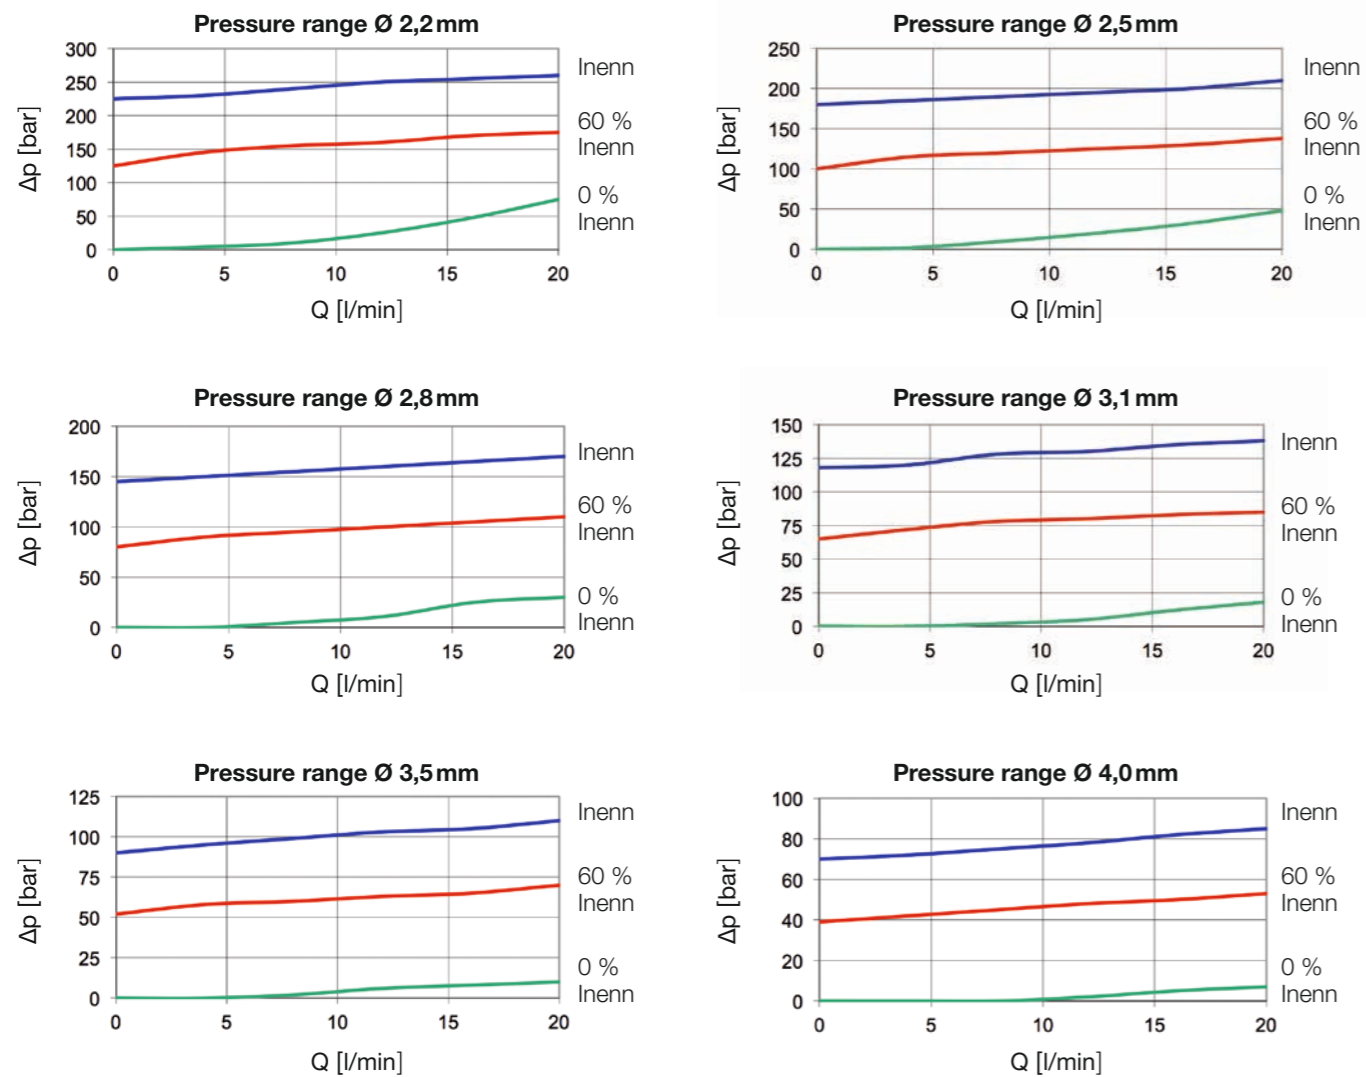 Pressure range Ø 2,2 mm
300
250
200
150
100
50
0
Δp [bar]
0 5 10 15 20
Q [l/min]
Inenn
60 %
Inenn
0 %
Inenn
Pressure range Ø 2,5 mm
250
200
150
100
50
0
Δp [bar]
0 5 10 15 20
Q [l/min]
Inenn
60 %
Inenn
0 %
Inenn
Pressure range Ø 2,8 mm
200
150
100
50
0
Δp [bar]
0 5 10 15 20
Q [l/min]
Inenn
60 %
Inenn
0 %
Inenn
Pressure range Ø 3,1 mm
150
125
100
75
50
25
0
Δp [bar]
0 5 10 15 20
Q [l/min]
Inenn
60 %
Inenn
0 %
Inenn
Pressure range Ø 3,5 mm
125
100
75
50
25
0
Δp [bar]
0 5 10 15 20
Q [l/min]
Inenn
60 %
Inenn
0 %
Inenn
Pressure range Ø 4,0 mm
100
80
60
40
20
0
Δp [bar]
0 5 10 15 20
Q [l/min]
Inenn
60 %
Inenn
0 %
Inenn